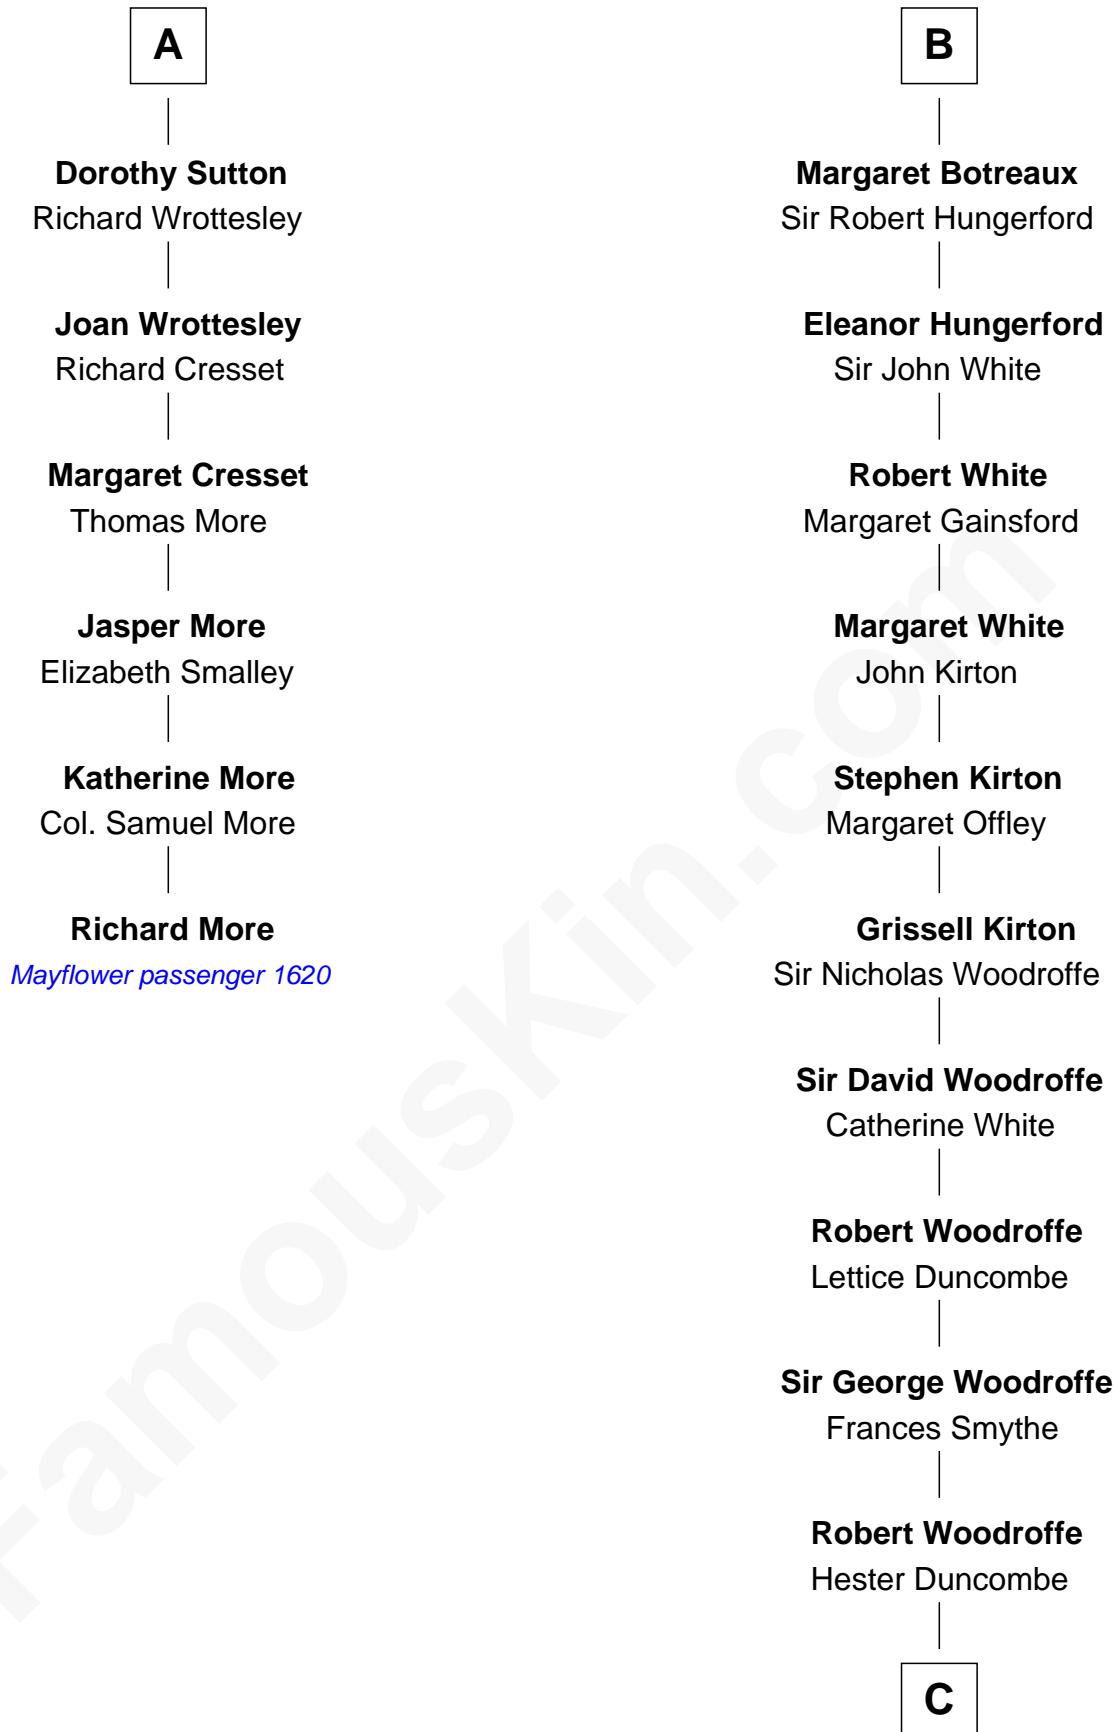 A
Dorothy Sutton
Richard Wrottesley
Joan Wrottesley
Richard Cresset
Margaret Cresset
Thomas More
Jasper More
Elizabeth Smalley
Katherine More
Col. Samuel More
Richard More
Mayflower passenger 1620
B
Margaret Botreaux
Sir Robert Hungerford
Eleanor Hungerford
Sir John White
Robert White
Margaret Gainsford
Margaret White
John Kirton
Stephen Kirton
Margaret Offley
Grissell Kirton
Sir Nicholas Woodroffe
Sir David Woodroffe
Catherine White
Robert Woodroffe
Lettice Duncombe
Sir George Woodroffe
Frances Smythe
Robert Woodroffe
Hester Duncombe
C
FamousKin.com